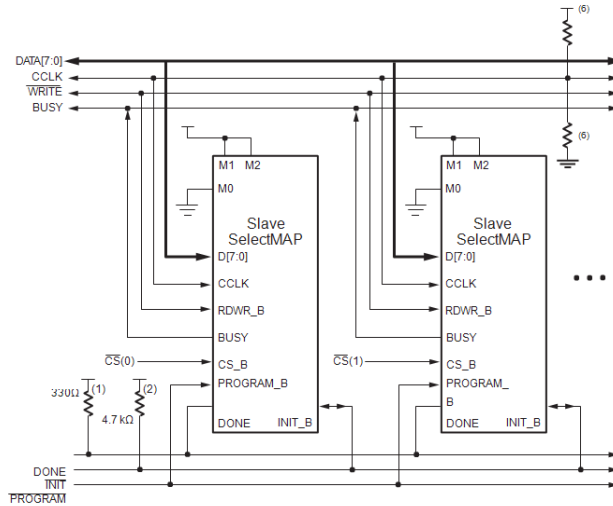 (6)
DATA[7:0]
CCLK
WRITE
BUSY
(6)
M1 M2
M0
Slave
SelectMAP
D[7:0]
CCLK
RDWR_B
BUSY
CS(0)
CS_B
PROGRAM_B
DONE INIT_B
M1 M2
M0
Slave
SelectMAP
D[7:0]
CCLK
RDWR_B
BUSY
CS(1)
CS_B
PROGRAM_
B
DONE INIT_B
330Ω (1)
(2)
4.7 kΩ
DONE
INIT
PROGRAM